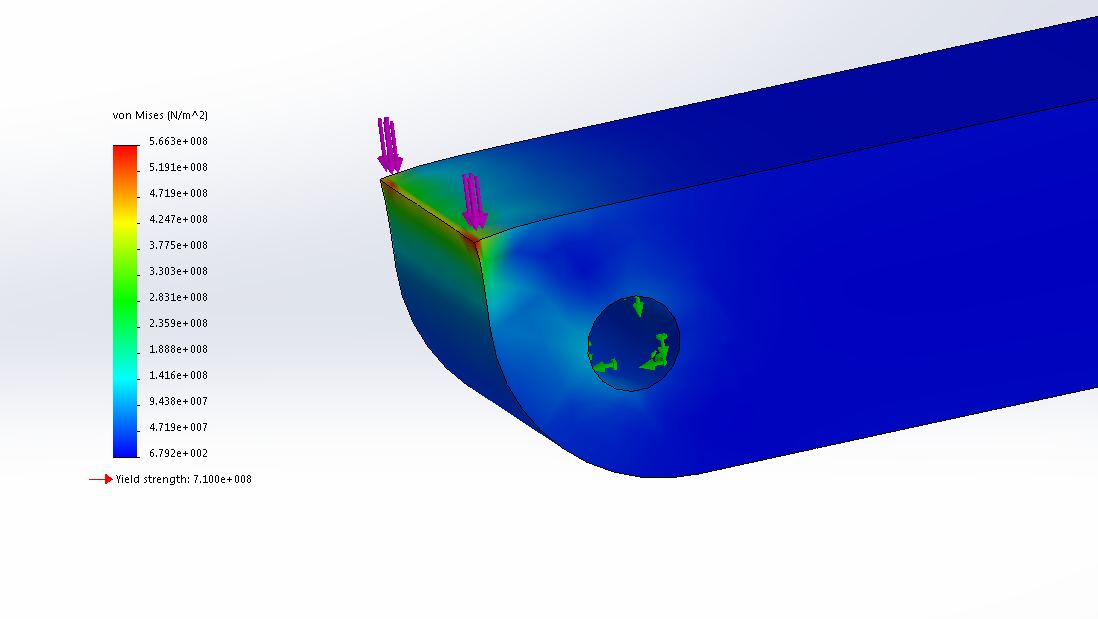 von Mises (N/m^2)
5.663e+008
5.191e+008
4.719e+008
4.247e+008
3.775e+008
3.303e+008
2.831e+008
2.359e+008
1.888e+008
1.416e+008
9.438e+007
4.719e+007
6.792e+002
Yield strength: 7.100e+008